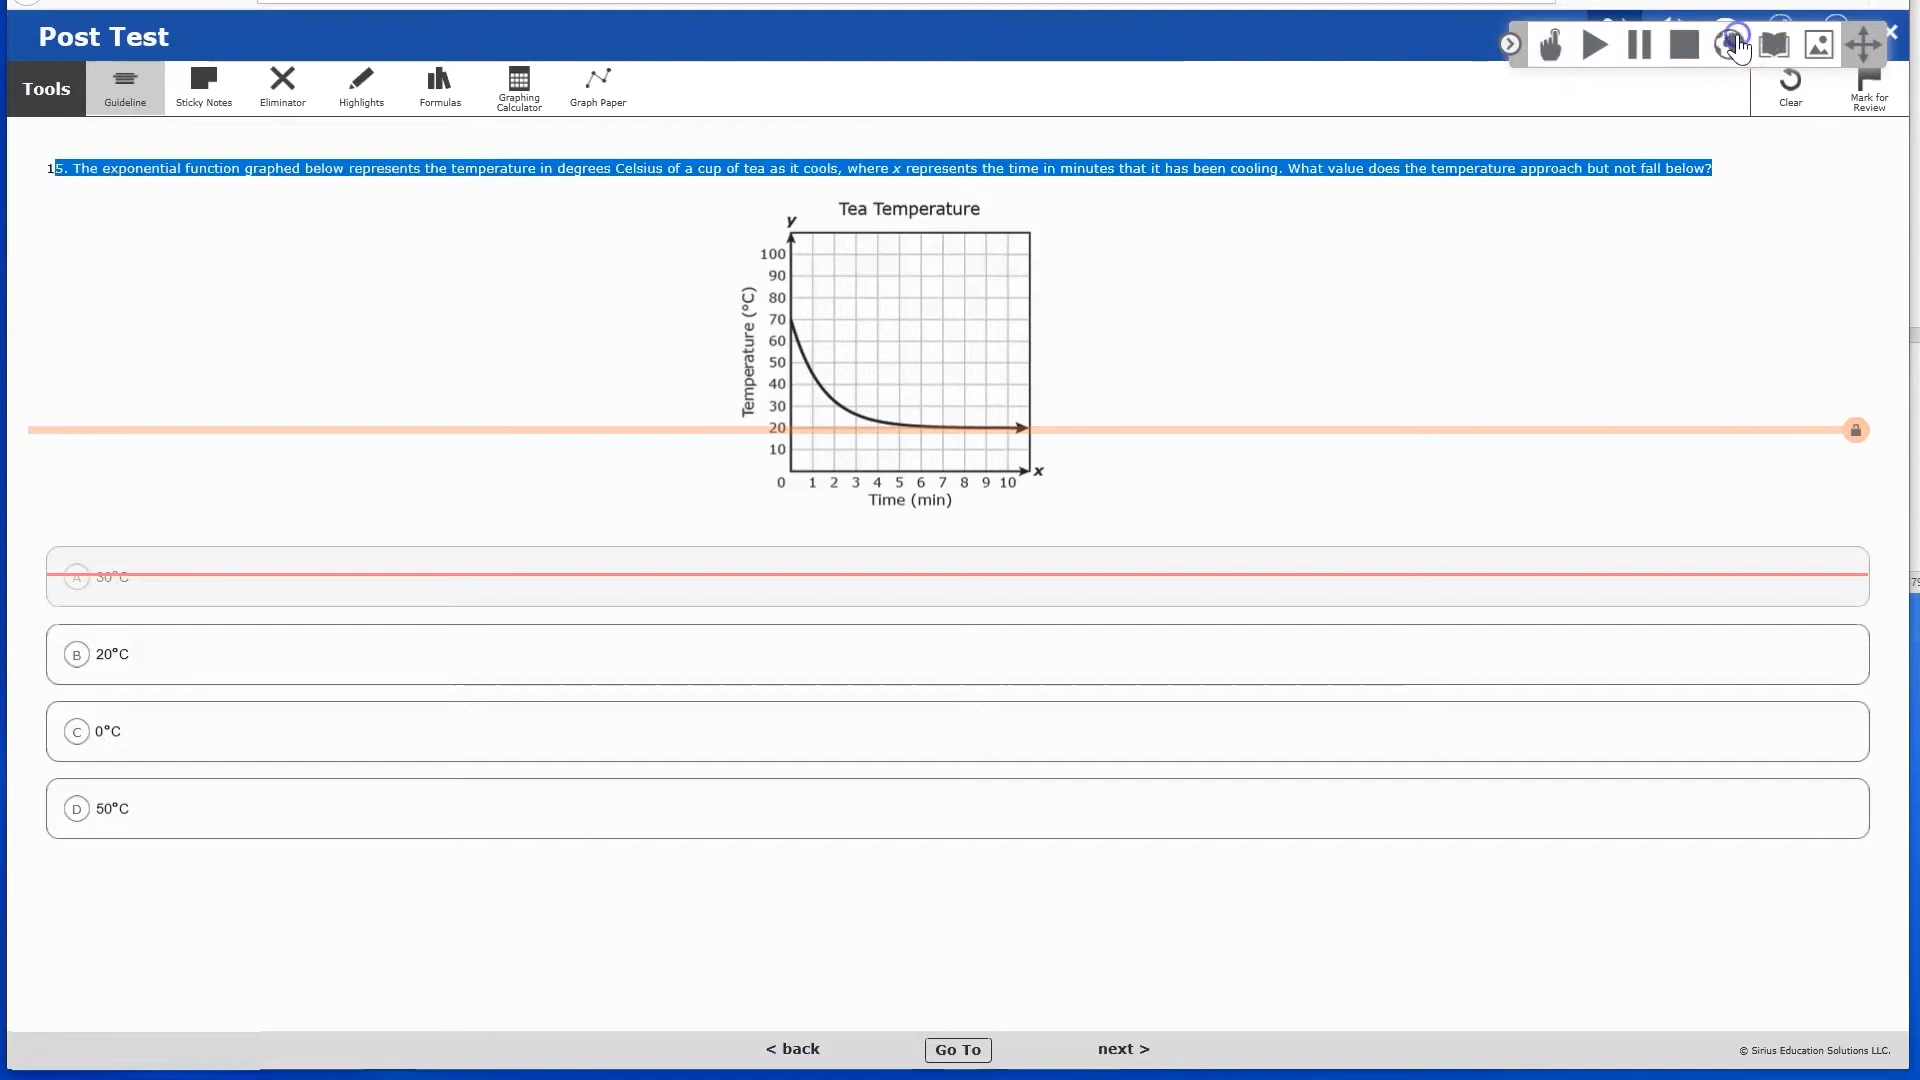 Post Test
Tools
Guideline
Sticky Notes
Eliminator
Highlights
Formulas
Graphing
Calculator
Graph Paper
Clear
Mark for
Review
15. The exponential function graphed below represents the temperature in degrees Celsius of a cup of tea as it cools, where x represents the time in minutes that it has been cooling. What value does the temperature approach but not fall below?
Tea Temperature
y
100
90
80
70
60
50
40
30
20
10
0 1 2 3 4 5 6 7 8 9 10
x
Temperature (°C)
Time (min)
A 30°C
B 20°C
C 0°C
D 50°C
< back
Go To
next >
© Sirius Education Solutions LLC.